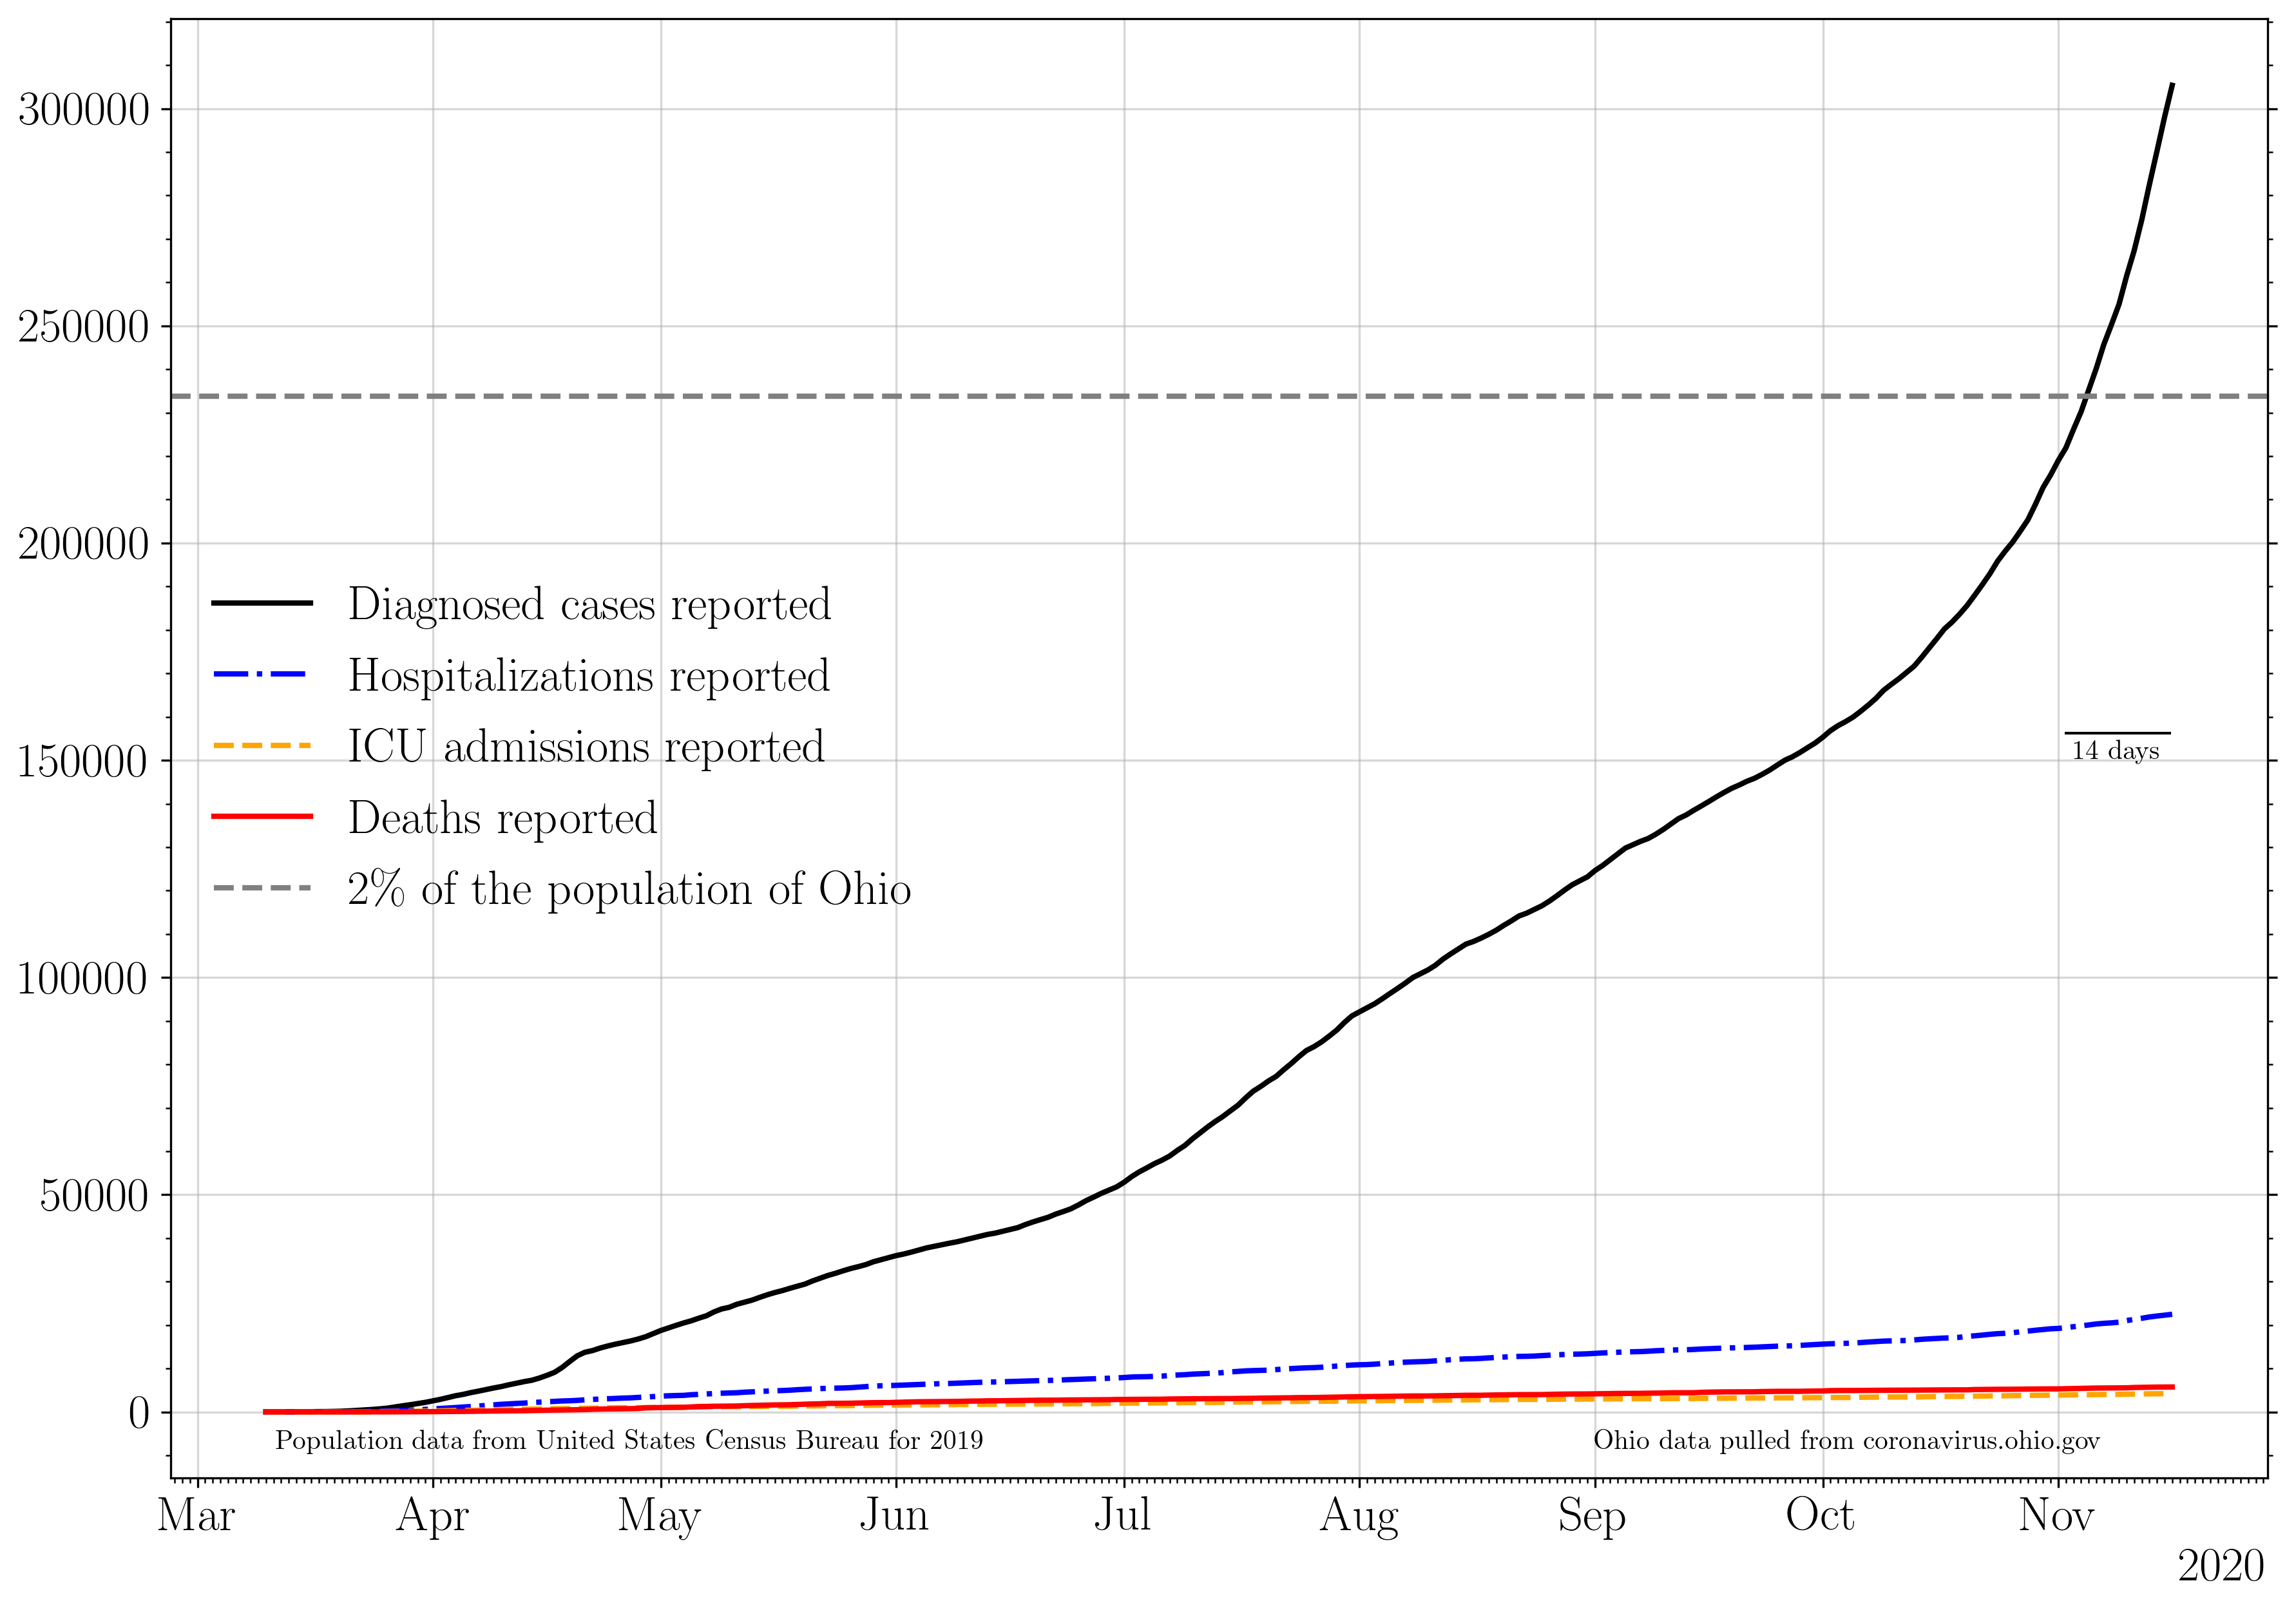 300000
250000
200000
150000
100000
50000
0
Diagnosed cases reported
Hospitalizations reported
ICU admissions reported
Deaths reported
2% of the population of Ohio
14 days
Population data from United States Census Bureau for 2019
Ohio data pulled from coronavirus.ohio.gov
Mar Apr May Jun Jul Aug Sep Oct Nov
2020